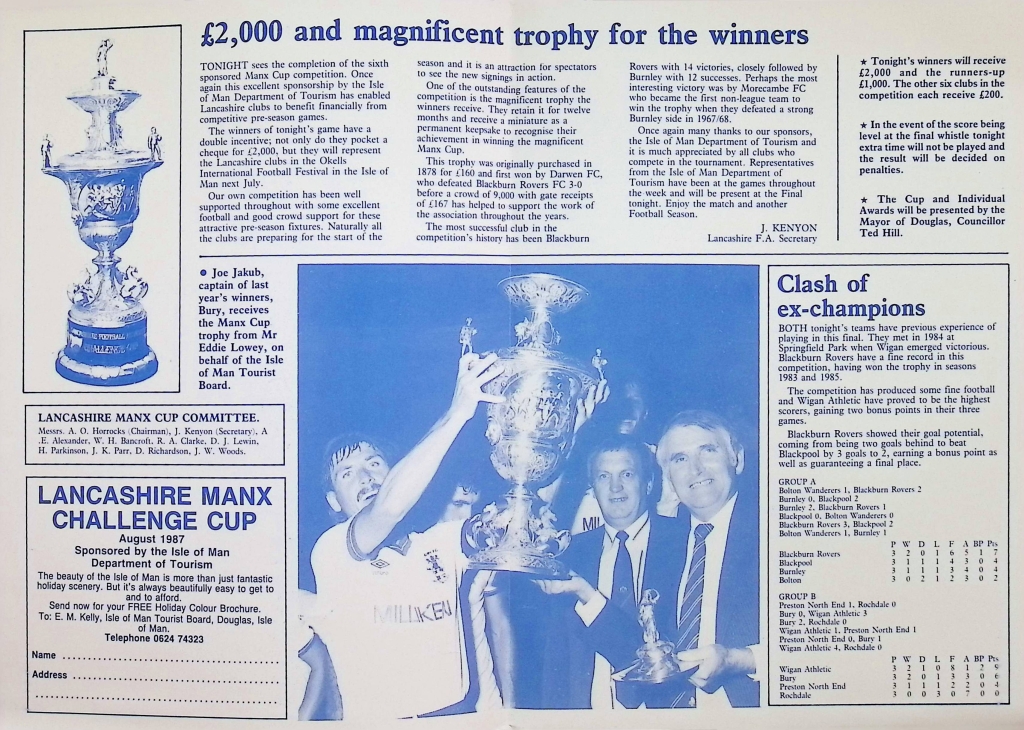 £2,000 and magnificent trophy for the winners
TONIGHT sees the completion of the sixth
sponsored Manx Cup competition. Once
again this excellent sponsorship by the Isle
of Man Department of Tourism has enabled
Lancashire clubs to benefit financially from
competitive pre-season games.
The winners of tonight's game have a
double incentive; not only do they pocket a
cheque for £2,000, but they will represent
the Lancashire clubs in the Okells
International Football Festival in the Isle of
Man next July.
Our own competition has been well
supported throughout with some excellent
football and good crowd support for these
attractive pre-season fixtures. Naturally all
the clubs are preparing for the start of the
season and it is an attraction for spectators
to see the new signings in action.
One of the outstanding features of the
competition is the magnificent trophy the
winners receive. They retain it for twelve
months and receive a miniature as a
permanent keepsake to recognise their
achievement in winning the magnificent
Manx Cup.
This trophy was originally purchased in
1878 for £160 and first won by Darwen FC,
who defeated Blackburn Rovers FC 3-0
before a crowd of 9,000 with gate receipts
of £167 has helped to support the work of
the association throughout the years.
The most successful club in the
competition's history has been Blackburn
Rovers with 14 victories, closely followed by
Burnley with 12 successes. Perhaps the most
interesting victory was by Morecambe FC
who became the first non-league team to
win the trophy when they defeated a strong
Burnley side in 1967/68.
Once again many thanks to our sponsors,
the Isle of Man Department of Tourism and
it is much appreciated by all clubs who
compete in the tournament. Representatives
from the Isle of Man Department of
Tourism have been at the games throughout
the week and will be present at the Final
tonight. Enjoy the match and another
Football Season.
J. KENYON
Lancashire F.A. Secretary
★ Tonight's winners will receive
£2,000 and the runners-up
£1,000. The other six clubs in the
competition each receive £200.
★ In the event of the score being
level at the final whistle tonight
extra time will not be played and
the result will be decided on
penalties.
★ The Cup and Individual
Awards will be presented by the
Mayor of Douglas, Councillor
Ted Hill.
LANCASHIRE FOOTBALL
CHALLENGE CUP
● Joe Jakub,
captain of last
year's winners,
Bury, receives
the Manx Cup
trophy from Mr
Eddie Lowey, on
behalf of the Isle
of Man Tourist
Board.
LANCASHIRE MANX CUP COMMITTEE.
Messrs. A. O. Horrocks (Chairman), J. Kenyon (Secretary), A
.E. Alexander, W. H. Bancroft, R. A. Clarke, D. J. Lewin,
H. Parkinson, J. K. Parr, D. Richardson, J. W. Woods.
LANCASHIRE MANX
CHALLENGE CUP
August 1987
Sponsored by the Isle of Man
Department of Tourism
The beauty of the Isle of Man is more than just fantastic
holiday scenery. But it's always beautifully easy to get to
and to afford.
Send now for your FREE Holiday Colour Brochure.
To: E. M. Kelly, Isle of Man Tourist Board, Douglas, Isle
of Man.
Telephone 0624 74323
Name
Address
MILLIKEN
MIL
Clash of
ex-champions
BOTH tonight's teams have previous experience of
playing in this final. They met in 1984 at
Springfield Park when Wigan emerged victorious.
Blackburn Rovers have a fine record in this
competition, having won the trophy in seasons
1983 and 1985.
The competition has produced some fine football
and Wigan Athletic have proved to be the highest
scorers, gaining two bonus points in their three
games.
Blackburn Rovers showed their goal potential,
coming from being two goals behind to beat
Blackpool by 3 goals to 2, earning a bonus point as
well as guaranteeing a final place.
GROUP A
Bolton Wanderers 1, Blackburn Rovers 2
Burnley 0, Blackpool 2
Burnley 2, Blackburn Rovers 1
Blackpool 0, Bolton Wanderers 0
Blackburn Rovers 3, Blackpool 2
Bolton Wanderers 1, Burnley 1
P W D L F A BP Pts
Blackburn Rovers 3 2 0 1 6 5 1 7
Blackpool 3 1 1 1 4 3 0 4
Burnley 3 1 1 1 3 4 0 4
Bolton 3 0 2 1 2 3 0 2
GROUP B
Preston North End 1, Rochdale 0
Bury 0, Wigan Athletic 3
Bury 2, Rochdale 0
Wigan Athletic 1, Preston North End 1
Preston North End 0, Bury 1
Wigan Athletic 4, Rochdale 0
P W D L F A BP Pts
Wigan Athletic 3 2 1 0 8 1 2 9
Bury 3 2 0 1 3 3 0 6
Preston North End 3 1 1 1 2 2 0 4
Rochdale 3 0 0 3 0 7 0 0